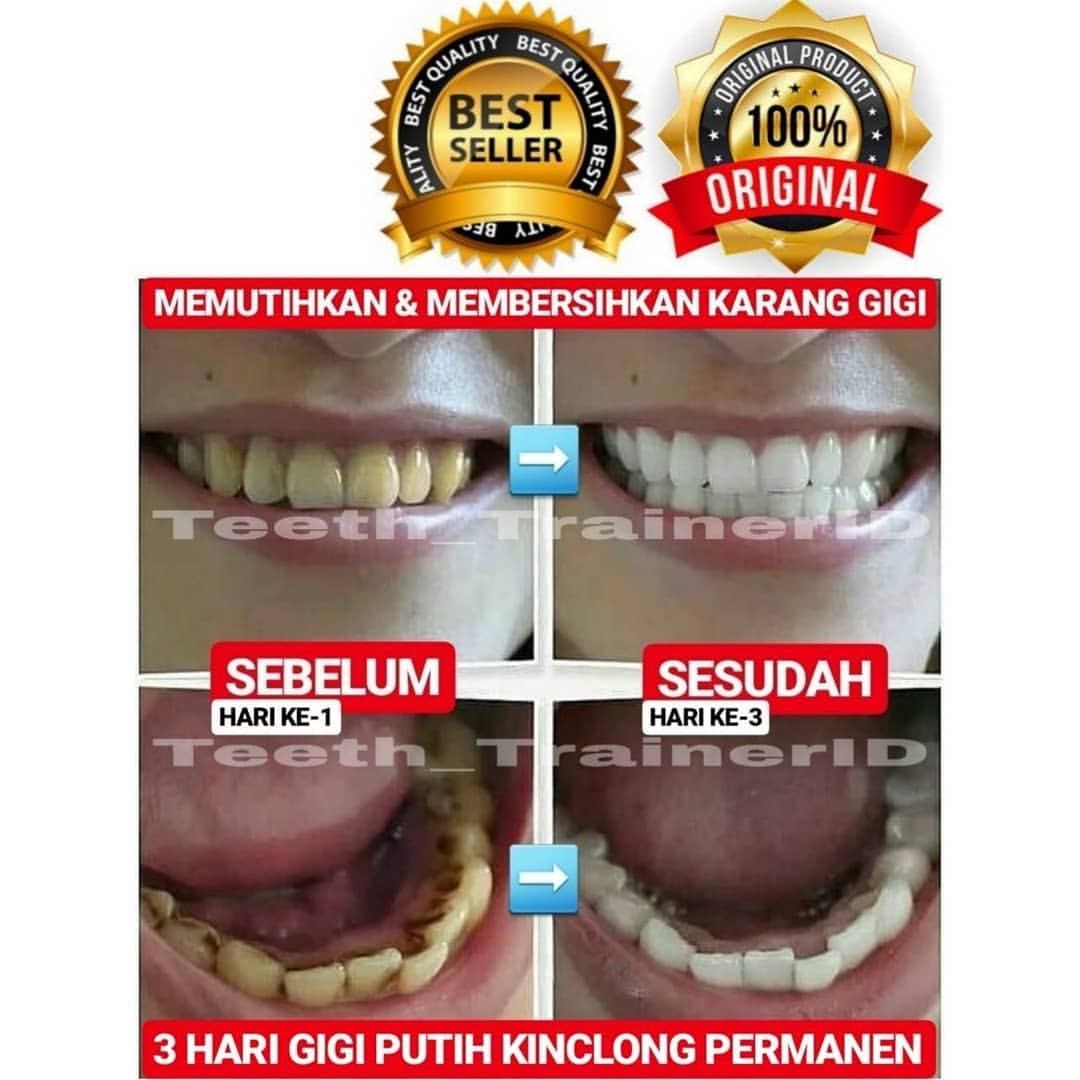 BEST QUALITY BEST QUALITY BEST
ALITY
BEST
SELLER
ORIGINAL PRODUCT
100%
ORIGINAL
MEMUTIHKAN & MEMBERSIHKAN KARANG GIGI
Teeth_TrainerID
SEBELUM
SESUDAH
HARI KE-1
HARI KE-3
Teeth_TrainerID
3 HARI GIGI PUTIH KINCLONG PERMANEN